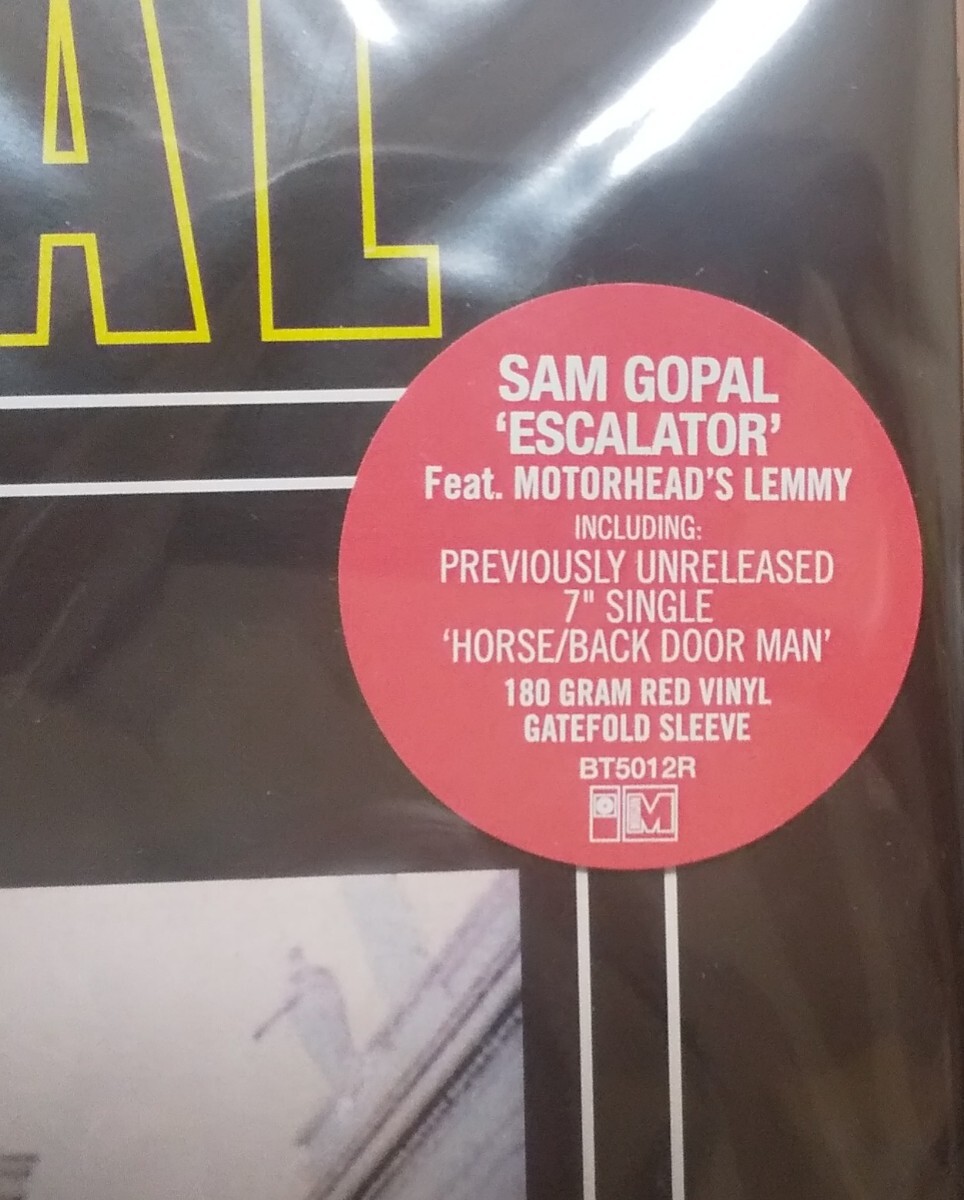 AL
SAM GOPAL
‘ESCALATOR’
Feat. MOTORHEAD’S LEMMY
INCLUDING:
PREVIOUSLY UNRELEASED
7" SINGLE
‘HORSE/BACK DOOR MAN’
180 GRAM RED VINYL
GATEFOLD SLEEVE
BT5012R
M